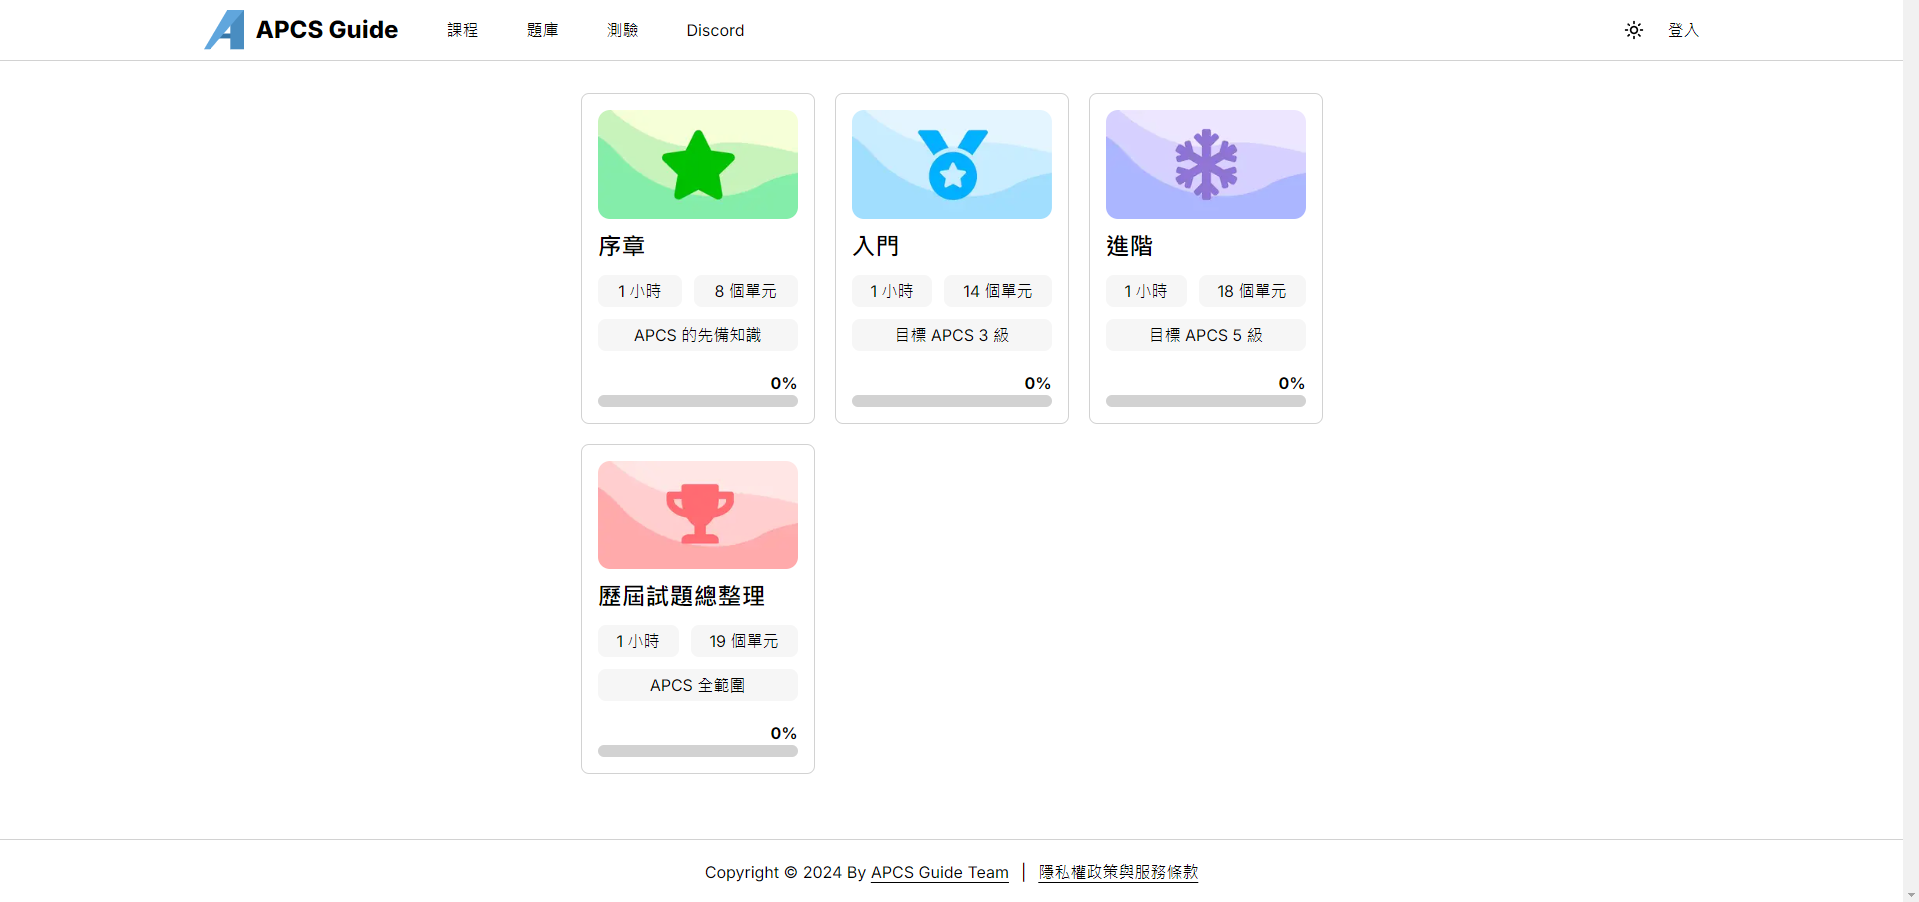 APCS Guide 課程 題庫 測驗 Discord 登入
序章
1 小時 8 個單元
APCS 的先備知識
0%
入門
1 小時 14 個單元
目標 APCS 3 級
0%
進階
1 小時 18 個單元
目標 APCS 5 級
0%
歷屆試題總整理
1 小時 19 個單元
APCS 全範圍
0%
Copyright © 2024 By APCS Guide Team | 隱私權政策與服務條款